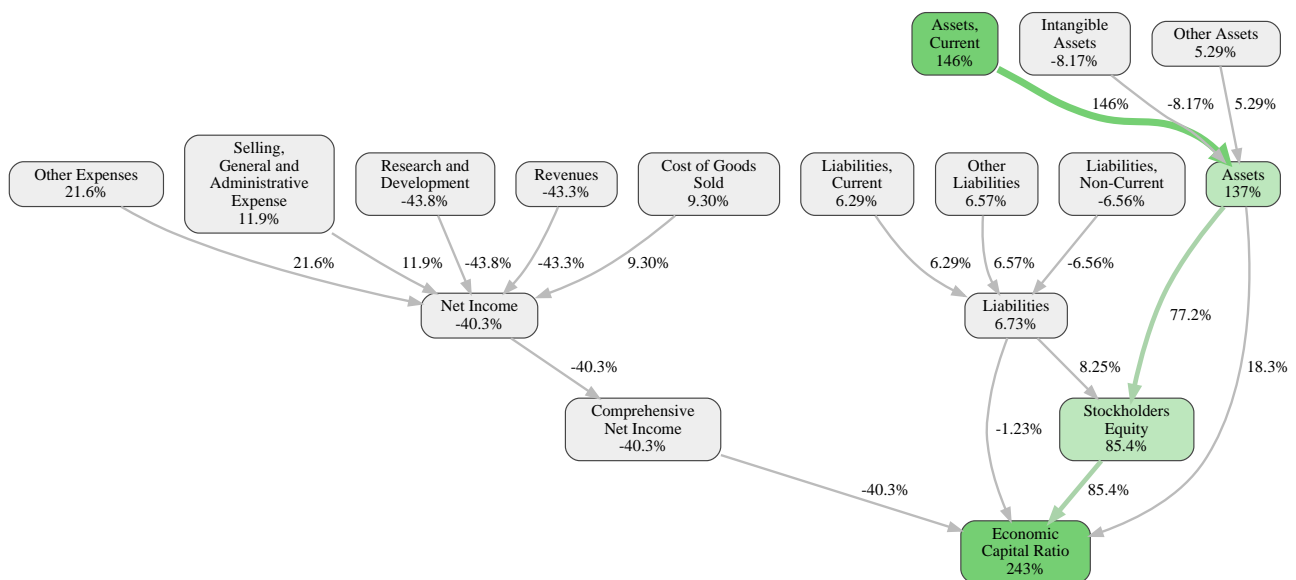 Assets,
Current
146%
Intangible
Assets
-8.17%
Other Assets
5.29%
146%
-8.17%
5.29%
Other Expenses
21.6%
Selling,
General and
Administrative
Expense
11.9%
Research and
Development
-43.8%
Revenues
-43.3%
Cost of Goods
Sold
9.30%
Liabilities,
Current
6.29%
Other
Liabilities
6.57%
Liabilities,
Non-Current
-6.56%
Assets
137%
21.6%
11.9%
-43.8%
-43.3%
9.30%
6.29%
6.57%
-6.56%
Net Income
-40.3%
Liabilities
6.73%
77.2%
-40.3%
8.25%
18.3%
Comprehensive
Net Income
-40.3%
-1.23%
Stockholders
Equity
85.4%
-40.3%
85.4%
Economic
Capital Ratio
243%